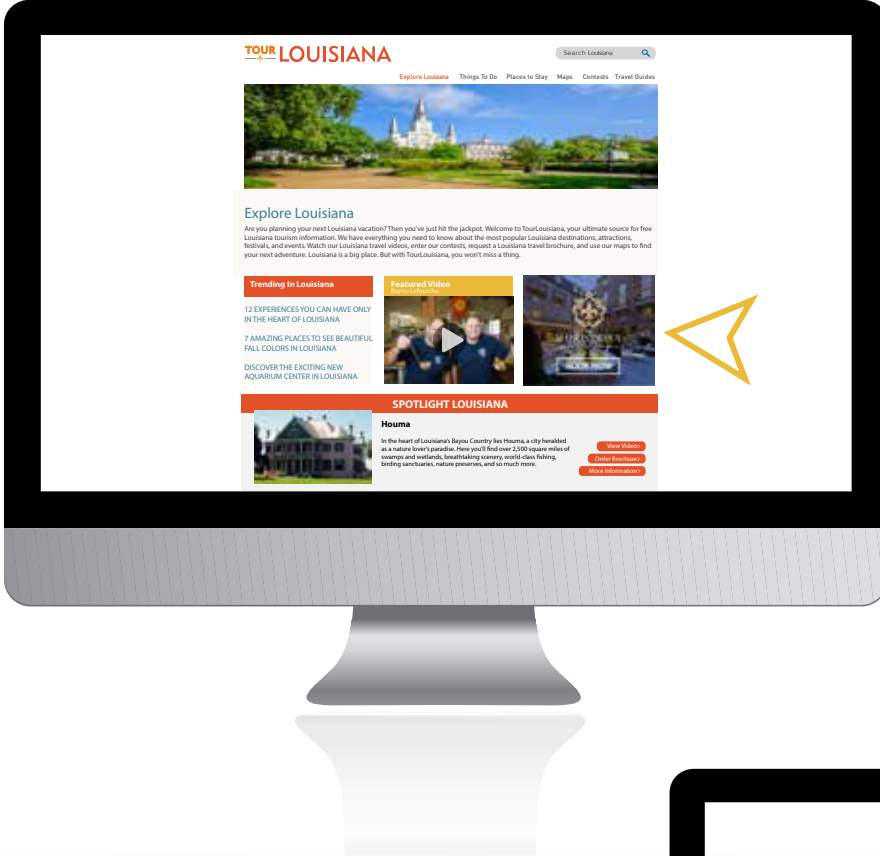 TOUR LOUISIANA
Search Louisiana
Explore Louisiana Things To Do Places to Stay Maps Contests Travel Guides
Explore Louisiana
Are you planning your next Louisiana vacation? Then you've just hit the jackpot. Welcome to TourLouisiana, your ultimate source for free
Louisiana tourism information. We have everything you need to know about the most popular Louisiana destinations, attractions,
festivals, and events. Watch our Louisiana travel videos, enter our contests, request a Louisiana travel brochure, and use our maps to find
your next adventure. Louisiana is a big place. But with TourLouisiana, you won't miss a thing.
Trending In Louisiana
12 EXPERIENCES YOU CAN HAVE ONLY
IN THE HEART OF LOUISIANA
7 AMAZING PLACES TO SEE BEAUTIFUL
FALL COLORS IN LOUISIANA
DISCOVER THE EXCITING NEW
AQUARIUM CENTER IN LOUISIANA
Featured Video
Bayou Lafourche
BOOK NOW
SPOTLIGHT LOUISIANA
Houma
In the heart of Louisiana's Bayou Country lies Houma, a city heralded
as a nature lover's paradise. Here you'll find over 2,500 square miles of
swamps and wetlands, breathtaking scenery, world-class fishing,
birding sanctuaries, nature preserves, and so much more.
View Video>
Order Brochure>
More Information>